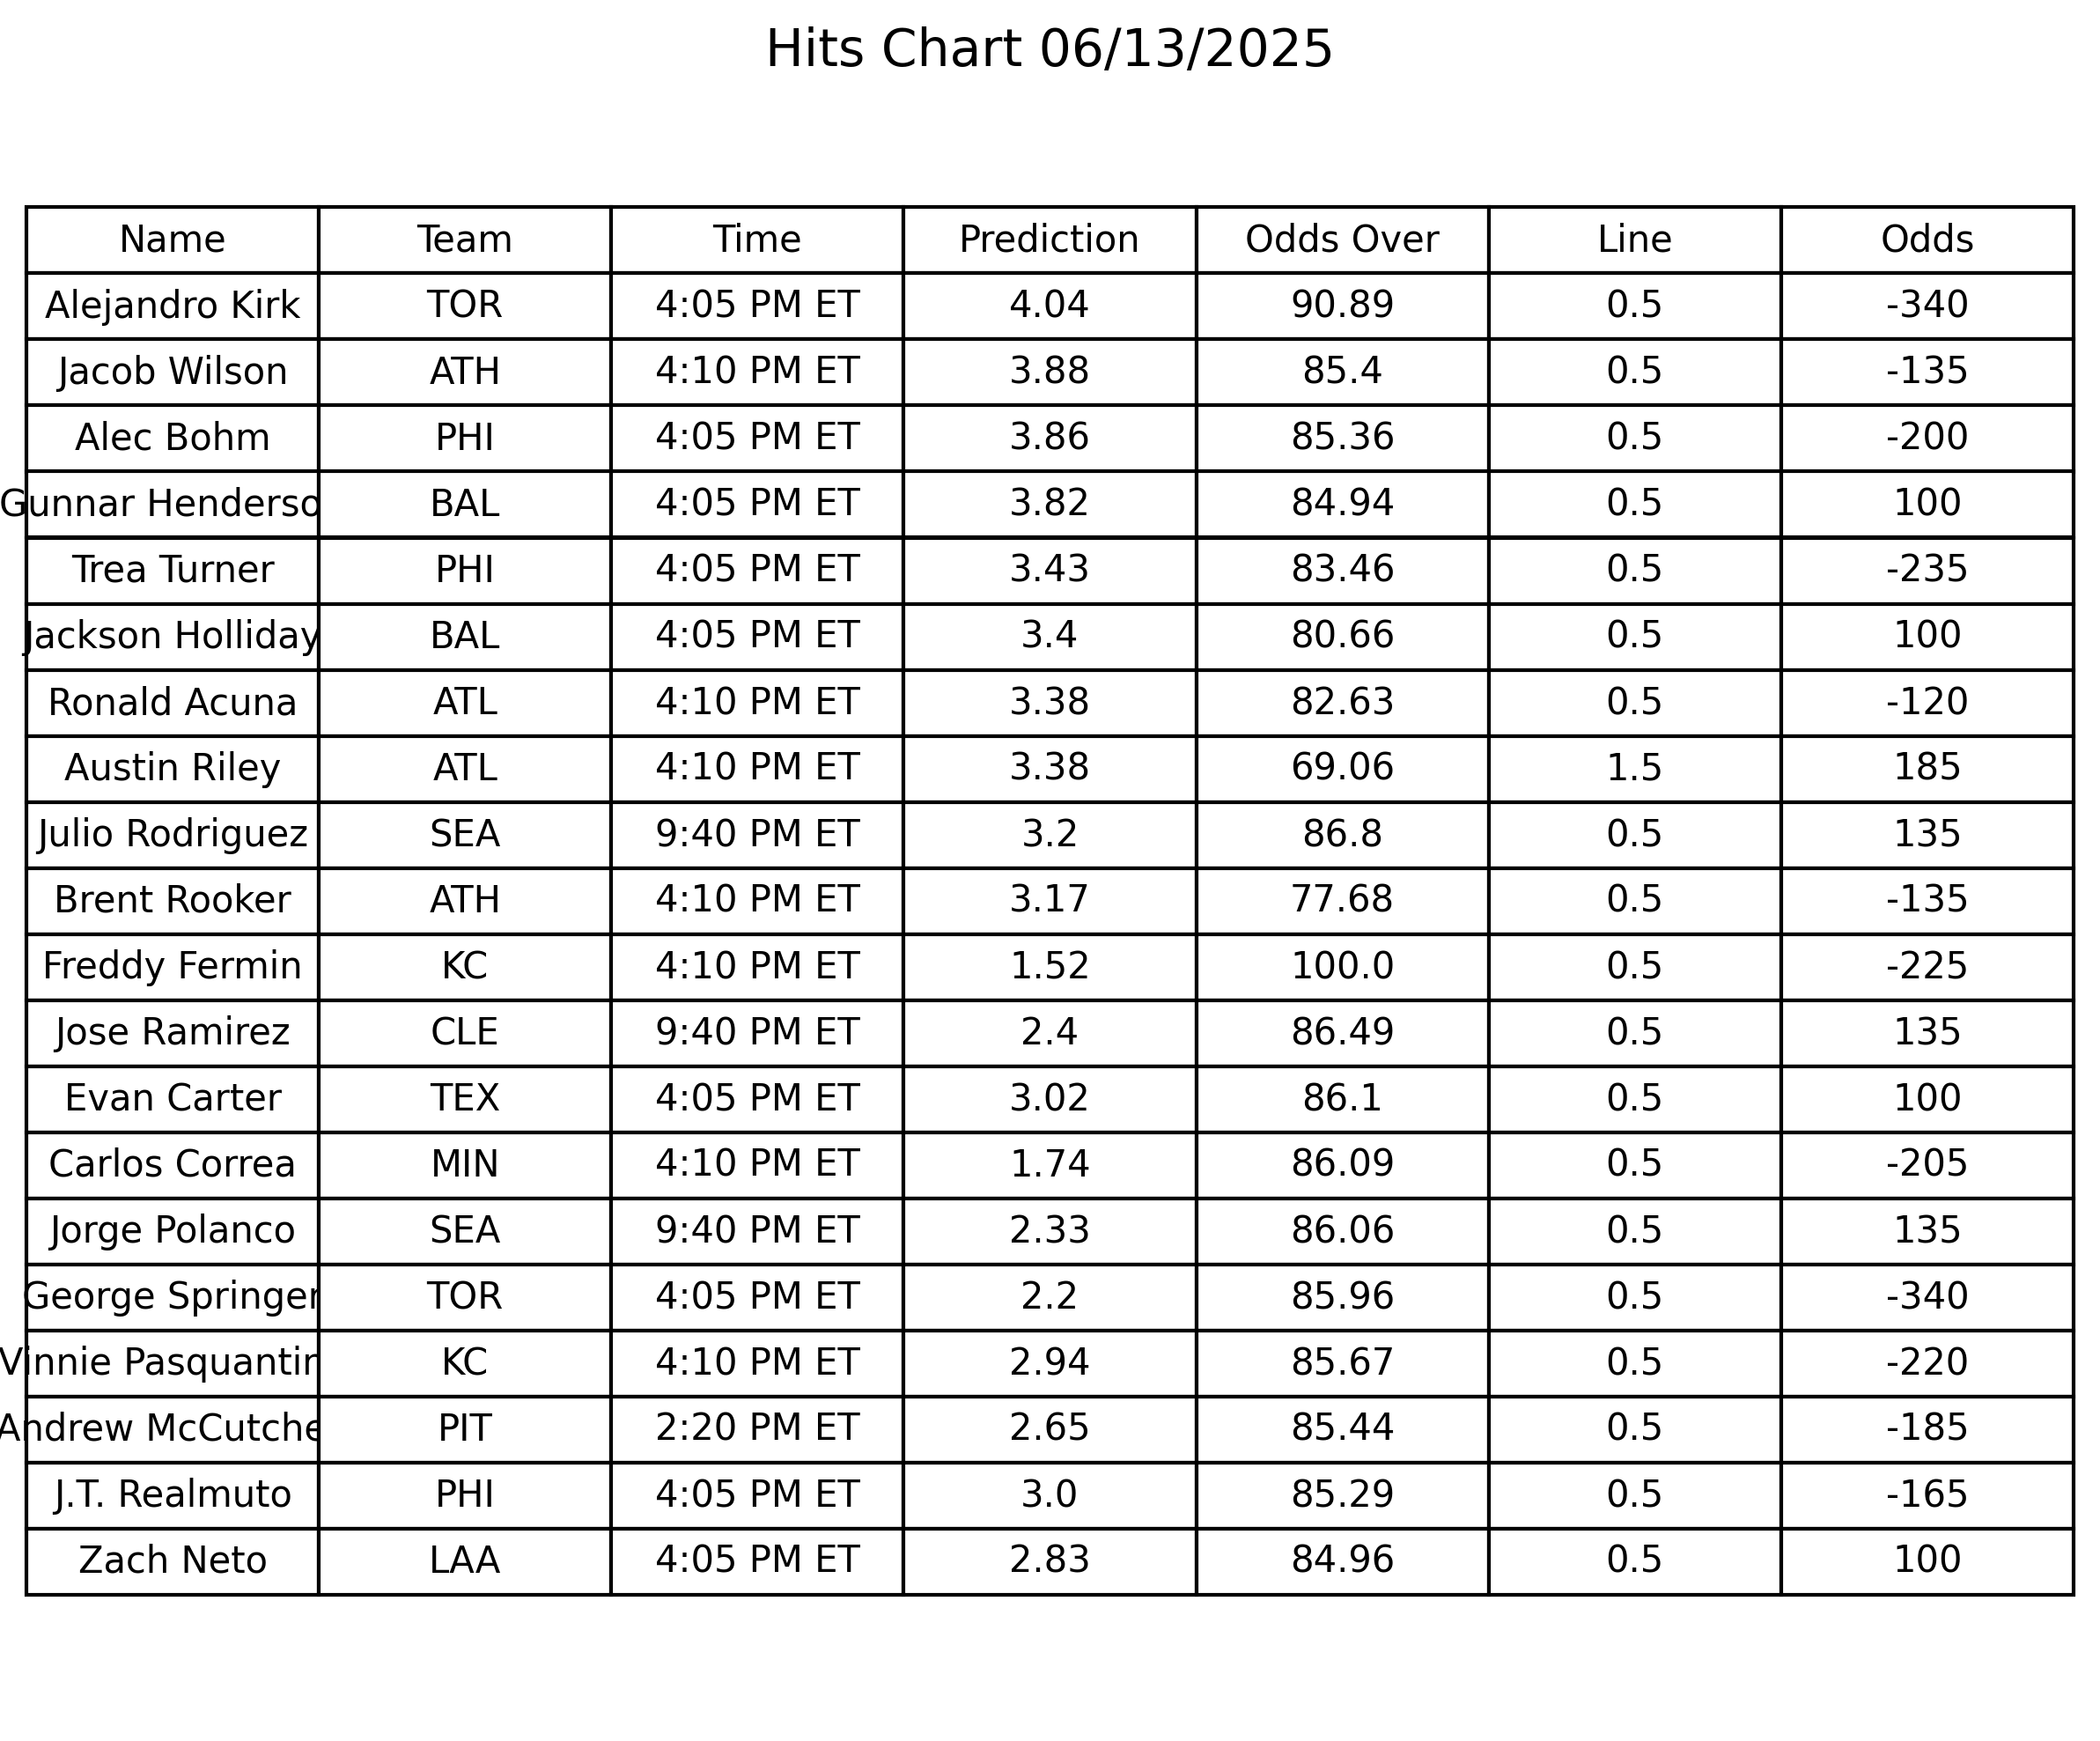 Hits Chart 06/13/2025
Name Team Time Prediction Odds Over Line Odds
Alejandro Kirk TOR 4:05 PM ET 4.04 90.89 0.5 -340
Jacob Wilson ATH 4:10 PM ET 3.88 85.4 0.5 -135
Alec Bohm PHI 4:05 PM ET 3.86 85.36 0.5 -200
Gunnar Henderso BAL 4:05 PM ET 3.82 84.94 0.5 100
Trea Turner PHI 4:05 PM ET 3.43 83.46 0.5 -235
Jackson Holliday BAL 4:05 PM ET 3.4 80.66 0.5 100
Ronald Acuna ATL 4:10 PM ET 3.38 82.63 0.5 -120
Austin Riley ATL 4:10 PM ET 3.38 69.06 1.5 185
Julio Rodriguez SEA 9:40 PM ET 3.2 86.8 0.5 135
Brent Rooker ATH 4:10 PM ET 3.17 77.68 0.5 -135
Freddy Fermin KC 4:10 PM ET 1.52 100.0 0.5 -225
Jose Ramirez CLE 9:40 PM ET 2.4 86.49 0.5 135
Evan Carter TEX 4:05 PM ET 3.02 86.1 0.5 100
Carlos Correa MIN 4:10 PM ET 1.74 86.09 0.5 -205
Jorge Polanco SEA 9:40 PM ET 2.33 86.06 0.5 135
George Springer TOR 4:05 PM ET 2.2 85.96 0.5 -340
Vinnie Pasquantin KC 4:10 PM ET 2.94 85.67 0.5 -220
Andrew McCutche PIT 2:20 PM ET 2.65 85.44 0.5 -185
J.T. Realmuto PHI 4:05 PM ET 3.0 85.29 0.5 -165
Zach Neto LAA 4:05 PM ET 2.83 84.96 0.5 100